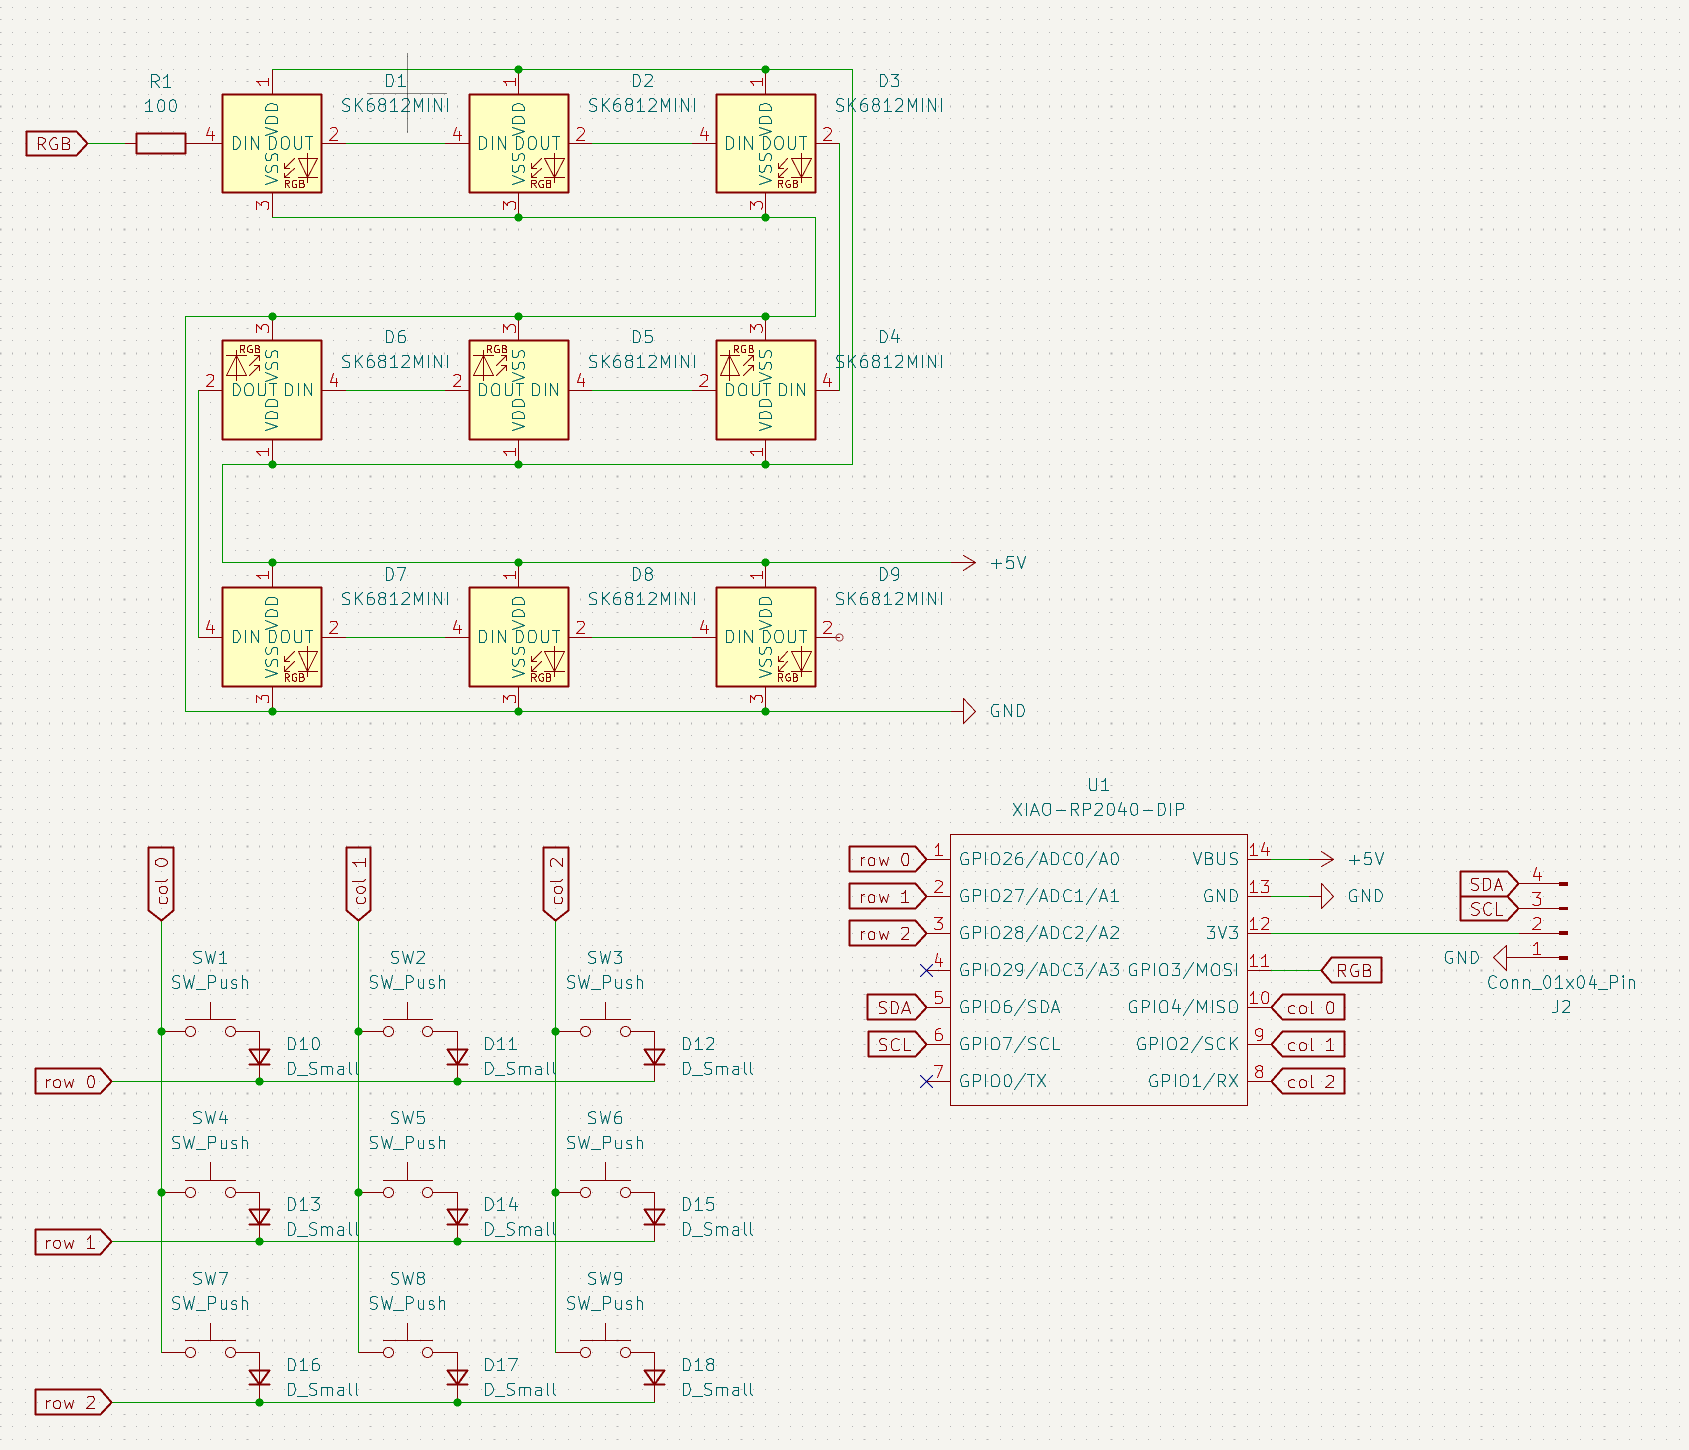 R1
100
RGB
D1
SK6812MINI
1
VDD
4 DIN DOUT 2
VSS
RGB
3
D2
SK6812MINI
1
VDD
4 DIN DOUT 2
VSS
RGB
3
D3
SK6812MINI
1
VDD
4 DIN DOUT 2
VSS
RGB
3
D6
SK6812MINI
3
RGB
VSS
2 DOUT DIN 4
VDD
1
D5
SK6812MINI
3
RGB
VSS
2 DOUT DIN 4
VDD
1
D4
SK6812MINI
3
RGB
VSS
2 DOUT DIN 4
VDD
1
+5V
D7
SK6812MINI
1
VDD
4 DIN DOUT 2
VSS
RGB
3
D8
SK6812MINI
1
VDD
4 DIN DOUT 2
VSS
RGB
3
D9
SK6812MINI
1
VDD
4 DIN DOUT 2
VSS
RGB
3
GND
col 0
col 1
col 2
SW1
SW_Push
D10
D_Small
SW2
SW_Push
D11
D_Small
SW3
SW_Push
D12
D_Small
row 0
SW4
SW_Push
D13
D_Small
SW5
SW_Push
D14
D_Small
SW6
SW_Push
D15
D_Small
row 1
SW7
SW_Push
D16
D_Small
SW8
SW_Push
D17
D_Small
SW9
SW_Push
D18
D_Small
row 2
U1
XIAO-RP2040-DIP
row 0 1 GPIO26/ADC0/A0
row 1 2 GPIO27/ADC1/A1
row 2 3 GPIO28/ADC2/A2
4 GPIO29/ADC3/A3
SDA 5 GPIO6/SDA
SCL 6 GPIO7/SCL
7 GPIO0/TX
VBUS 14 +5V
GND 13 GND
3V3 12
GPIO3/MOSI 11 RGB
GPIO4/MISO 10 col 0
GPIO2/SCK 9 col 1
GPIO1/RX 8 col 2
SDA 4
SCL 3
2
GND 1
Conn_01x04_Pin
J2